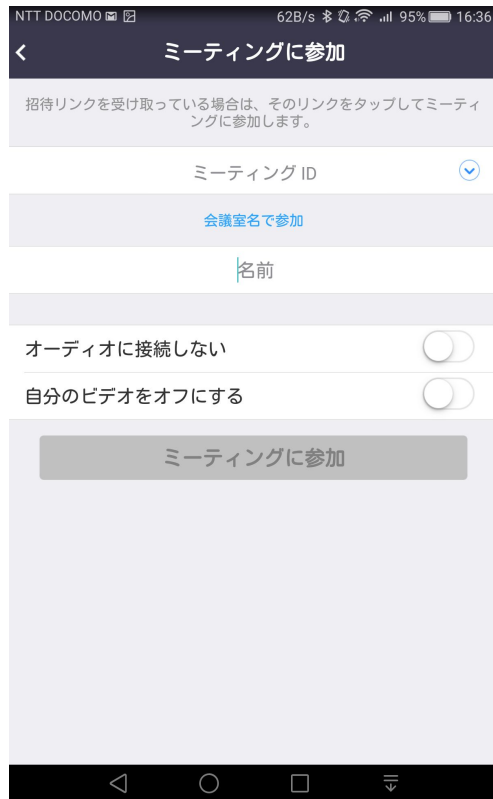 NTT DOCOMO 62B/s 95% 16:36
ミーティングに参加
招待リンクを受け取っている場合は、そのリンクをタップしてミーティ
ングに参加します。
ミーティング ID
会議室名で参加
名前
オーディオに接続しない
自分のビデオをオフにする
ミーティングに参加